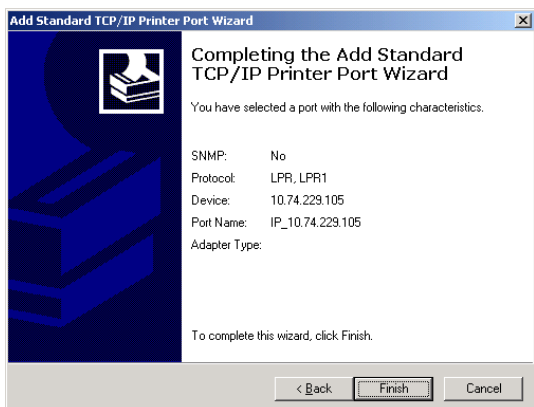 Add Standard TCP/IP Printer Port Wizard
Completing the Add Standard
TCP/IP Printer Port Wizard
You have selected a port with the following characteristics.
SNMP: No
Protocol: LPR, LPR1
Device: 10.74.229.105
Port Name: IP_10.74.229.105
Adapter Type:
To complete this wizard, click Finish.
< Back Finish Cancel